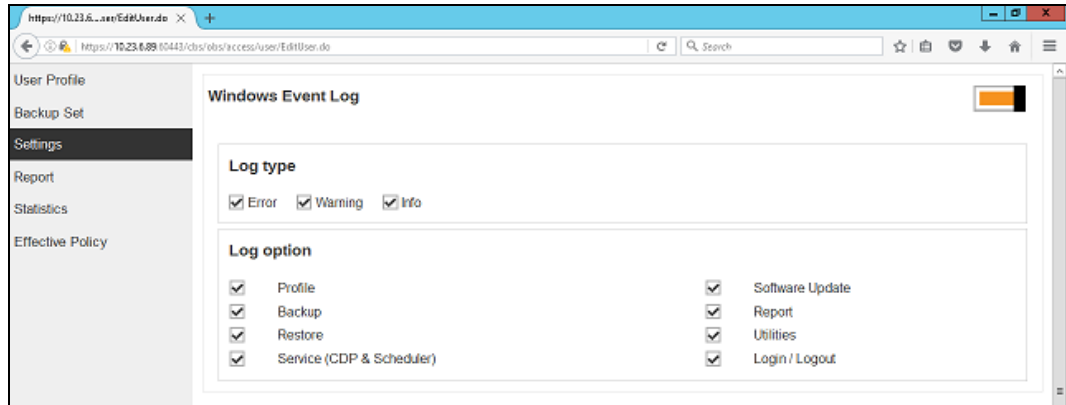 https://10.23.6....ser/EditUser.do
https://10.23.6.89:60443/cbs/obs/access/user/EditUser.do
Search
User Profile
Backup Set
Settings
Report
Statistics
Effective Policy
Windows Event Log
Log type
Error Warning Info
Log option
Profile Software Update
Backup Report
Restore Utilities
Service (CDP & Scheduler) Login / Logout